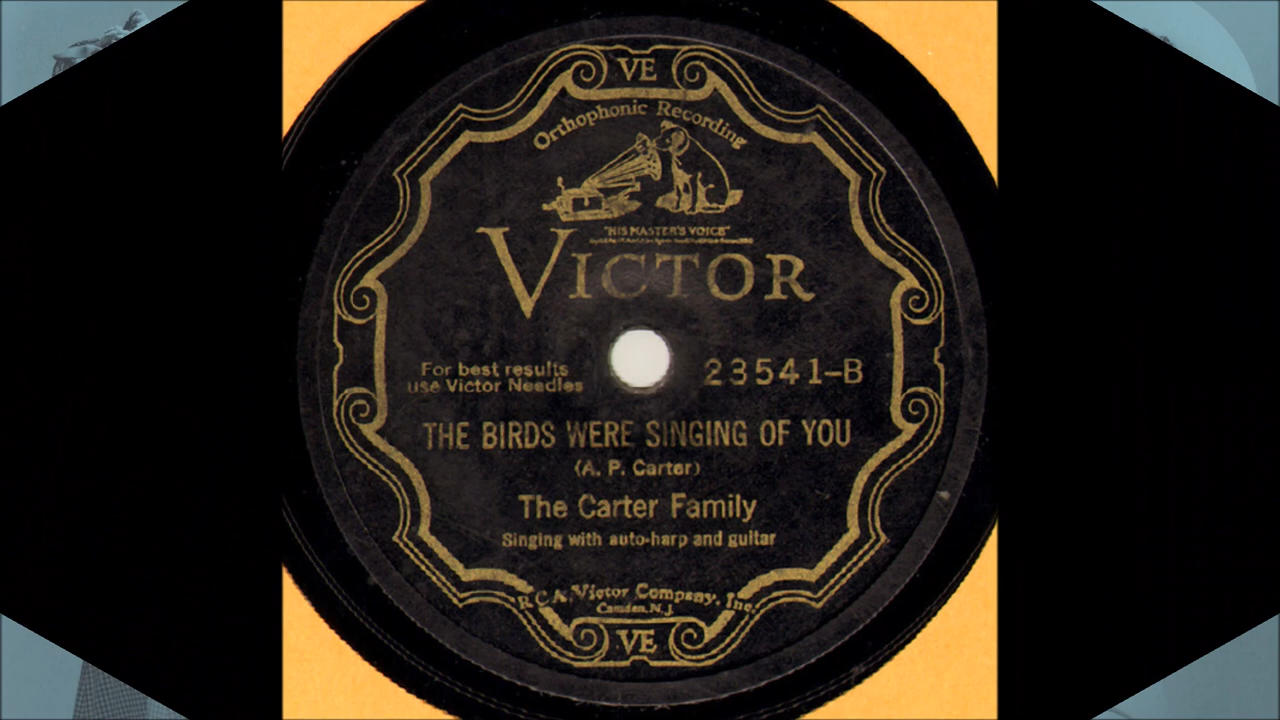 VE
Orthophonic Recording
"HIS MASTER'S VOICE"
VICTOR
For best results
use Victor Needles
23541-B
THE BIRDS WERE SINGING OF YOU
(A. P. Carter)
The Carter Family
Singing with auto-harp and guitar
RCA Victor Company, Inc.
Camden, N. J.
VE